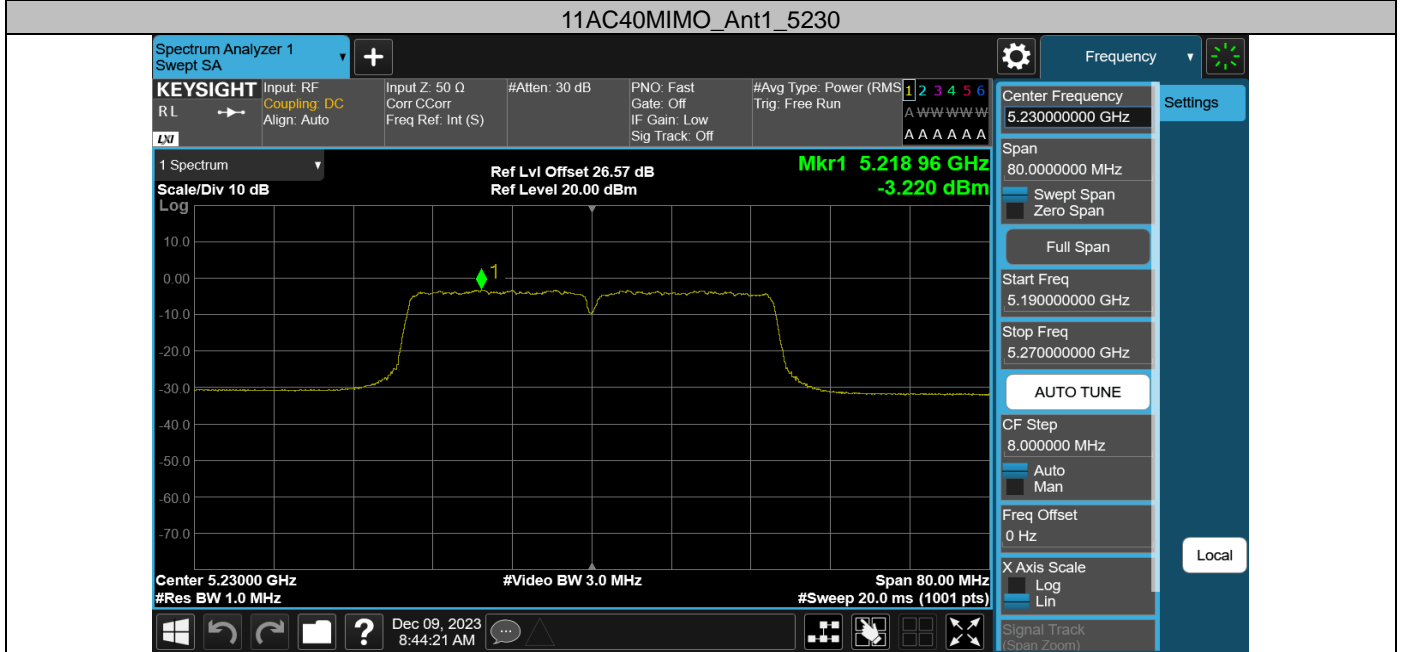 11AC40MIMO_Ant1_5230
Spectrum Analyzer 1
Swept SA
Frequency
KEYSIGHT
RL
LXI
Input: RF
Coupling: DC
Align: Auto
Input Z: 50 Ω
Corr CCorr
Freq Ref: Int (S)
#Atten: 30 dB
PNO: Fast
Gate: Off
IF Gain: Low
Sig Track: Off
#Avg Type: Power (RMS
Trig: Free Run
1 2 3 4 5 6
A W W W W W
A A A A A A
1 Spectrum
Scale/Div 10 dB
Ref Lvl Offset 26.57 dB
Ref Level 20.00 dBm
Mkr1 5.218 96 GHz
-3.220 dBm
Log
10.0
0.00
-10.0
-20.0
-30.0
-40.0
-50.0
-60.0
-70.0
1
Center 5.23000 GHz
#Res BW 1.0 MHz
#Video BW 3.0 MHz
Span 80.00 MHz
#Sweep 20.0 ms (1001 pts)
Dec 09, 2023
8:44:21 AM
Center Frequency
5.230000000 GHz
Settings
Span
80.0000000 MHz
Swept Span
Zero Span
Full Span
Start Freq
5.190000000 GHz
Stop Freq
5.270000000 GHz
AUTO TUNE
CF Step
8.000000 MHz
Auto
Man
Freq Offset
0 Hz
X Axis Scale
Log
Lin
Local
Signal Track
(Span Zoom)